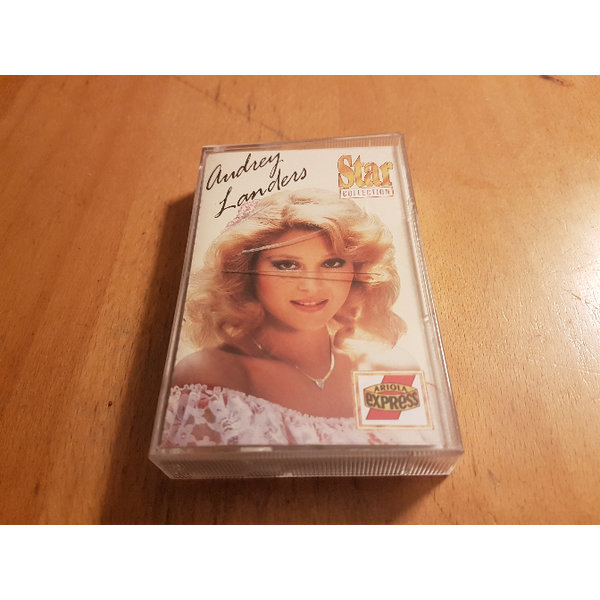 Audrey
Landers
Star
COLLECTION
ARIOLA
eXPRESS